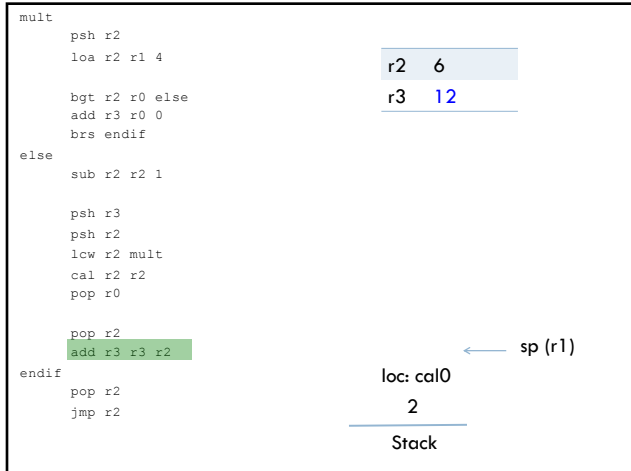 mult
psh r2
loa r2 r1 4
bgt r2 r0 else
add r3 r0 0
brs endif
else
sub r2 r2 1
psh r3
psh r2
lcw r2 mult
cal r2 r2
pop r0
pop r2
add r3 r3 r2
endif
pop r2
jmp r2
r2 6
r3 12
sp (r1)
loc: cal0
2
Stack